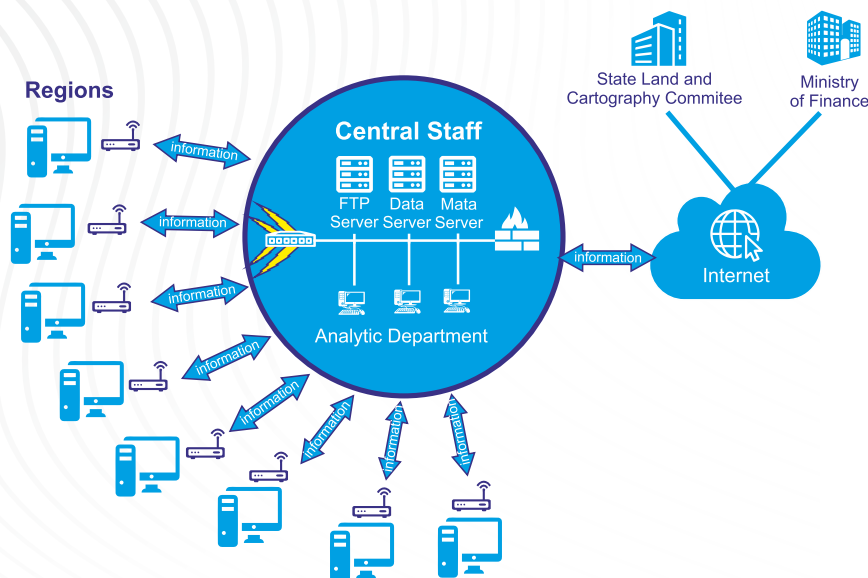 State Land and
Cartography Commitee
Ministry
of Finance
Regions
Central Staff
FTP
Server
Data
Server
Mata
Server
information
information
information
information
information
information
information
information
information
Internet
Analytic Department